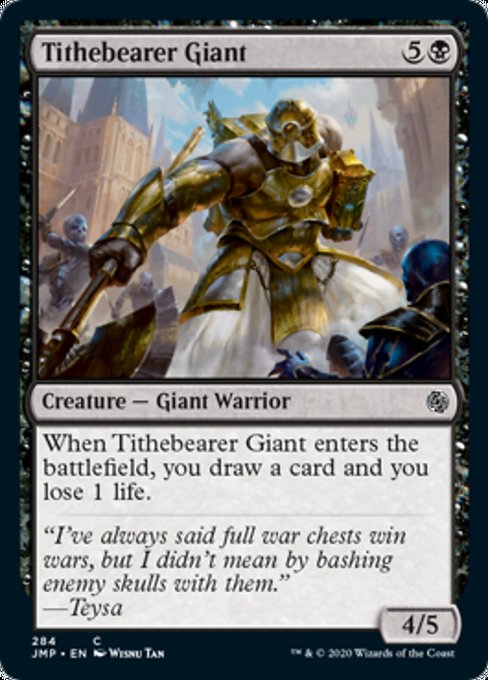 Tithebearer Giant 5
Creature — Giant Warrior
When Tithebearer Giant enters the
battlefield, you draw a card and you
lose 1 life.
“I’ve always said full war chests win
wars, but I didn’t mean by bashing
enemy skulls with them.”
—Teysa
4/5
284 C
JMP • EN Wisnu Tan
™ & © 2020 Wizards of the Coast